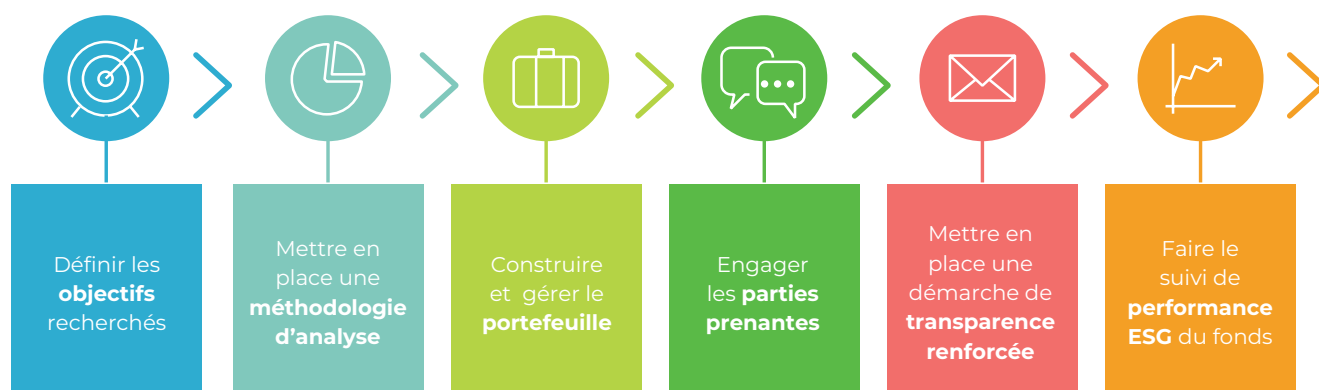 Définir les
objectifs
recherchés
Mettre en
place une
méthodologie
d'analyse
Construire
et gérer le
portefeuille
Engager
les parties
prenantes
Mettre en
place une
démarche de
transparence
renforcée
Faire le
suivi de
performance
ESG du fonds